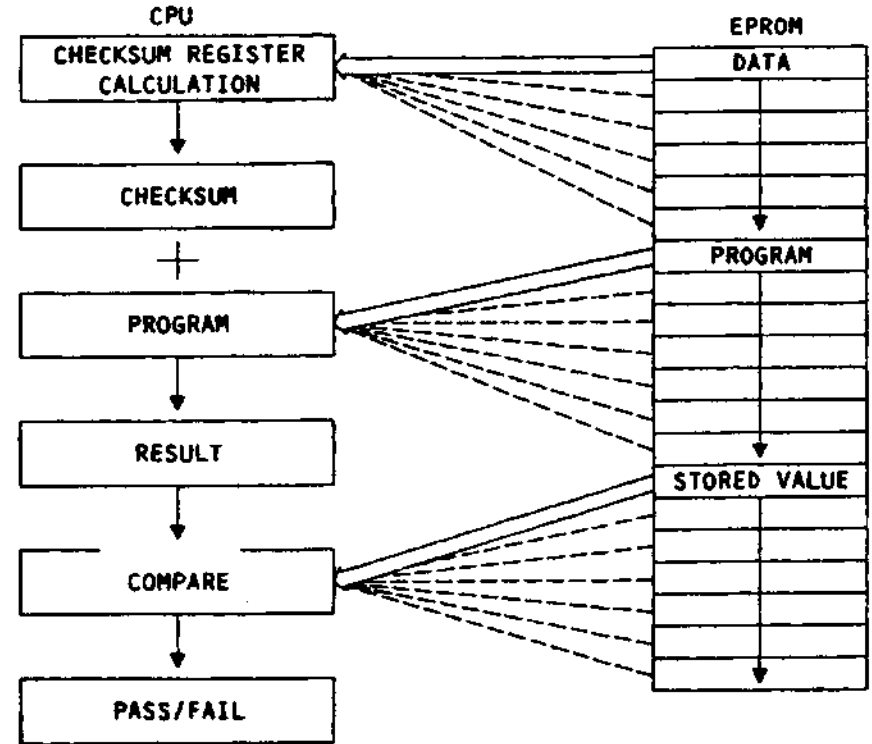 CPU
CHECKSUM REGISTER
CALCULATION
CHECKSUM
+
PROGRAM
RESULT
COMPARE
PASS/FAIL
EPROM
DATA
PROGRAM
STORED VALUE